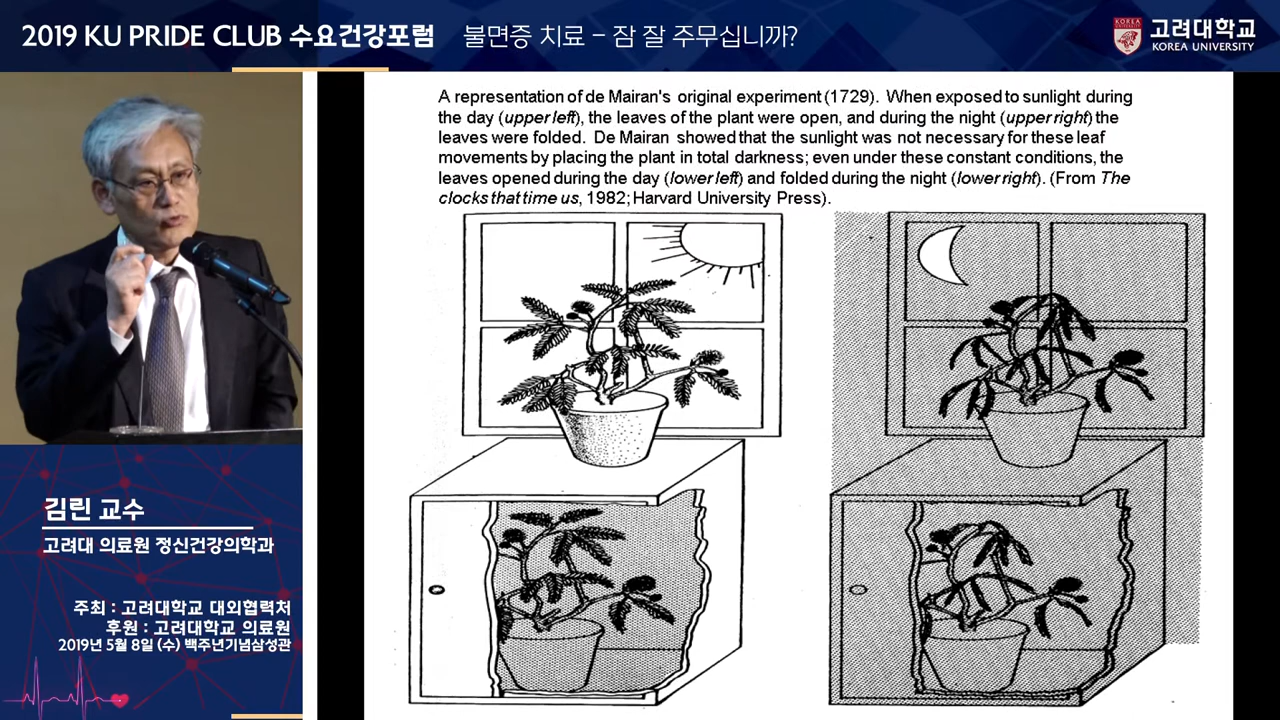 2019 KU PRIDE CLUB 수요건강포럼 불면증 치료 – 잠 잘 주무십니까?
KOREA
UNIVERSITY
고려대학교
KOREA UNIVERSITY
A representation of de Mairan's original experiment (1729). When exposed to sunlight during
the day (upper left), the leaves of the plant were open, and during the night (upper right) the
leaves were folded. De Mairan showed that the sunlight was not necessary for these leaf
movements by placing the plant in total darkness; even under these constant conditions, the
leaves opened during the day (lower left) and folded during the night (lower right). (From The
clocks that time us, 1982; Harvard University Press).
김린 교수
고려대 의료원 정신건강의학과
주최 : 고려대학교 대외협력처
후원 : 고려대학교 의료원
2019년 5월 8일 (수) 백주년기념삼성관